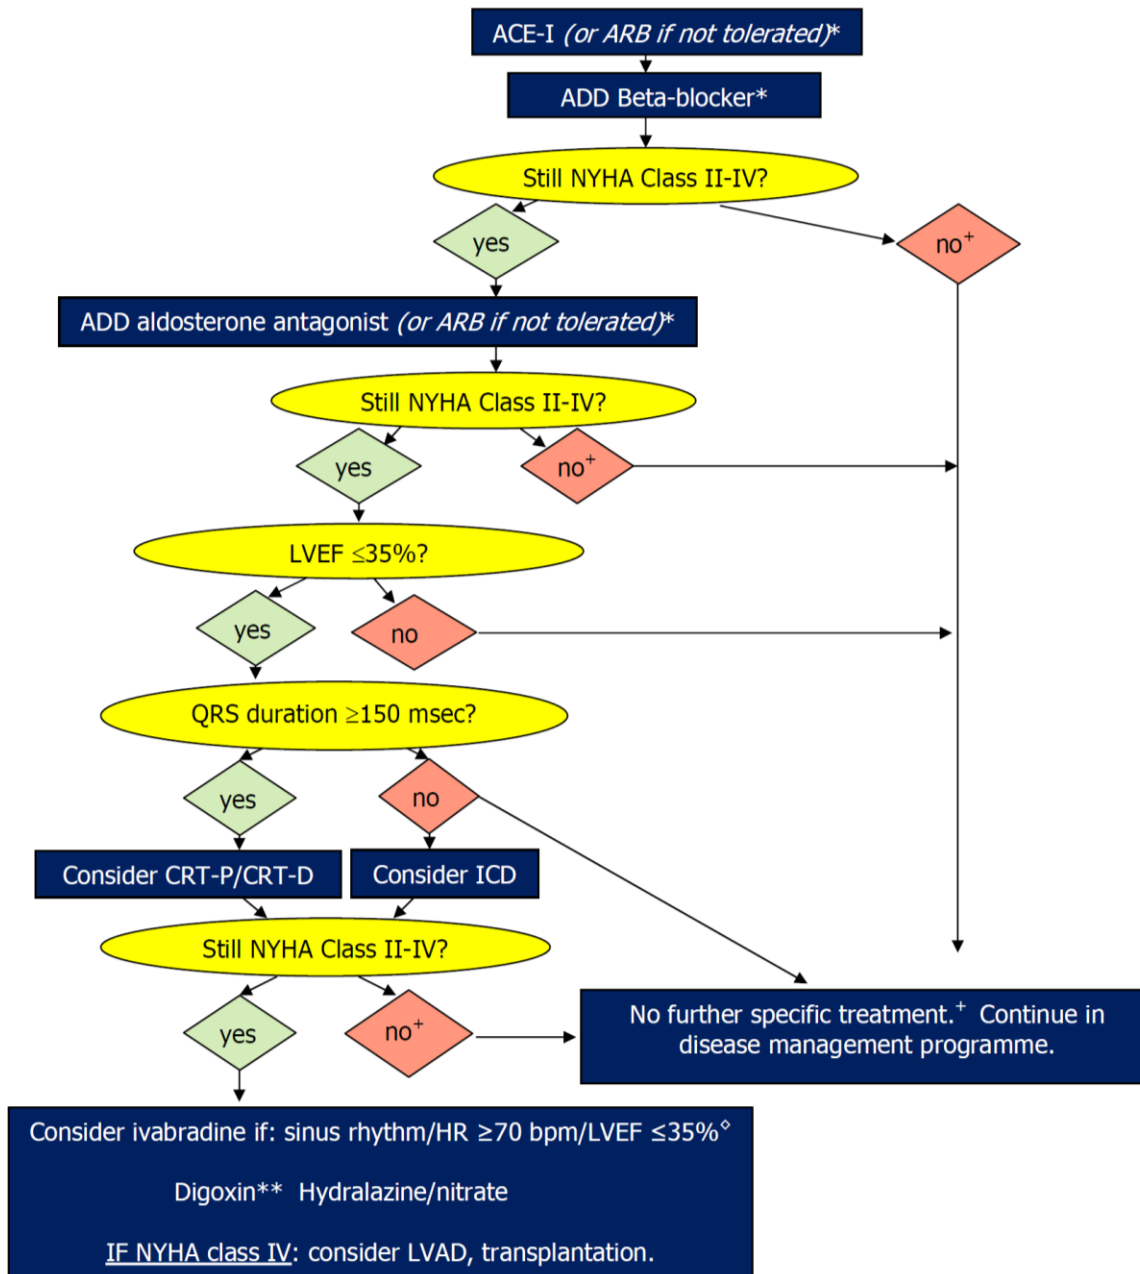 ACE-I (or ARB if not tolerated)*
ADD Beta-blocker*
Still NYHA Class II-IV?
yes
no⁺
ADD aldosterone antagonist (or ARB if not tolerated)*
Still NYHA Class II-IV?
yes
no⁺
LVEF ≤35%?
yes
no
QRS duration ≥150 msec?
yes
no
Consider CRT-P/CRT-D
Consider ICD
Still NYHA Class II-IV?
yes
no⁺
No further specific treatment.⁺ Continue in
disease management programme.
Consider ivabradine if: sinus rhythm/HR ≥70 bpm/LVEF ≤35%◊
Digoxin** Hydralazine/nitrate
IF NYHA class IV: consider LVAD, transplantation.